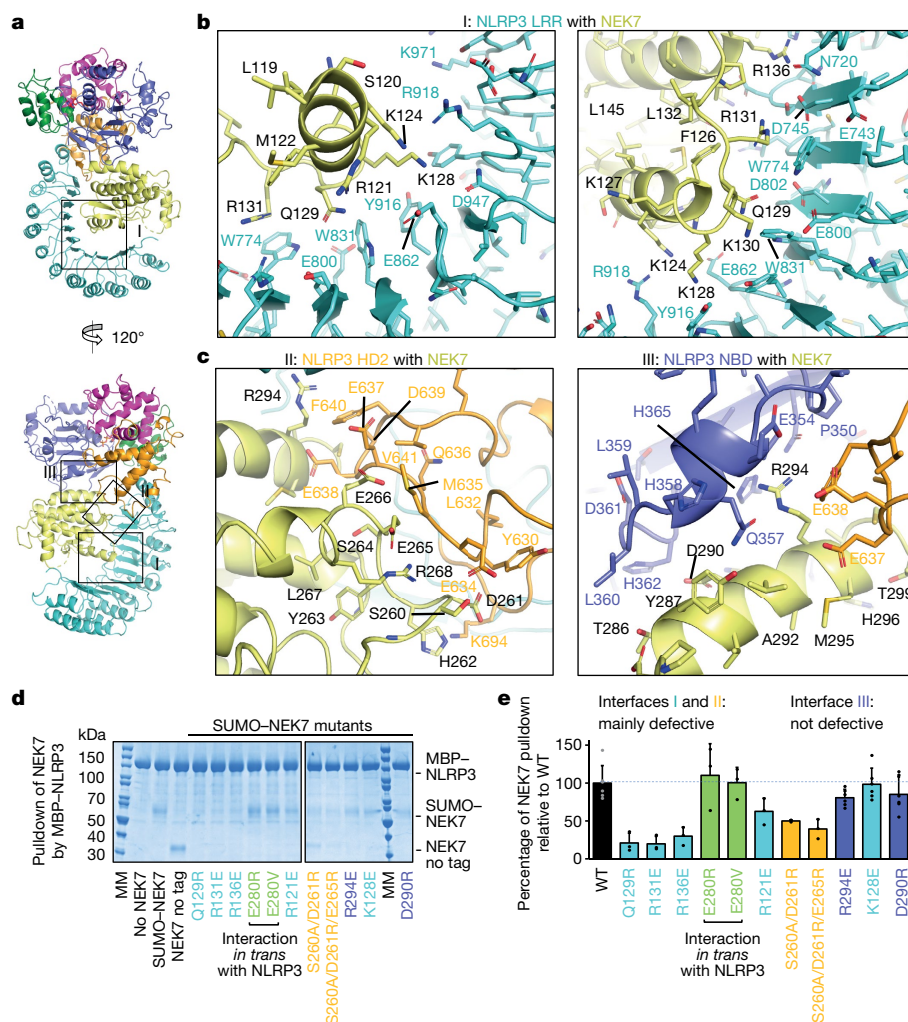 a
I
120°
III
II
I
b
I: NLRP3 LRR with NEK7
L119
S120
K971
R918
K124
M122
K128
R121
Y916
D947
R131
Q129
W774
W831
E800
E862
R136
N720
L145
L132
R131
F126
D745
E743
W774
K127
D802
Q129
E800
K130
K124
E862
W831
R918
K128
Y916
c
II: NLRP3 HD2 with NEK7
R294
E637
D639
F640
V641
Q636
E638
M635
E266
L632
S264
E265
Y630
R268
L267
E634
D261
Y263
S260
K694
H262
III: NLRP3 NBD with NEK7
H365
E354
P350
L359
R294
H358
E638
D361
Q357
D290
E637
H362
L360
Y287
T299
T286
A292
M295
H296
d
Pulldown of NEK7
by MBP–NLRP3
kDa
150
100
70
50
40
30
SUMO–NEK7 mutants
MBP–
NLRP3
SUMO–
NEK7
NEK7
no tag
MM
No NEK7
SUMO–NEK7
NEK7 no tag
Q129R
R131E
R136E
E280R
E280V
R121E
S260A/D261R
S260A/D261R/E265R
R294E
K128E
MM
D290R
Interaction
in trans
with NLRP3
e
Percentage of NEK7 pulldown
relative to WT
Interfaces I and II:
mainly defective
Interface III:
not defective
150
100
50
0
WT
Q129R
R131E
R136E
E280R
E280V
R121E
S260A/D261R
S260A/D261R/E265R
R294E
K128E
D290R
Interaction
in trans
with NLRP3